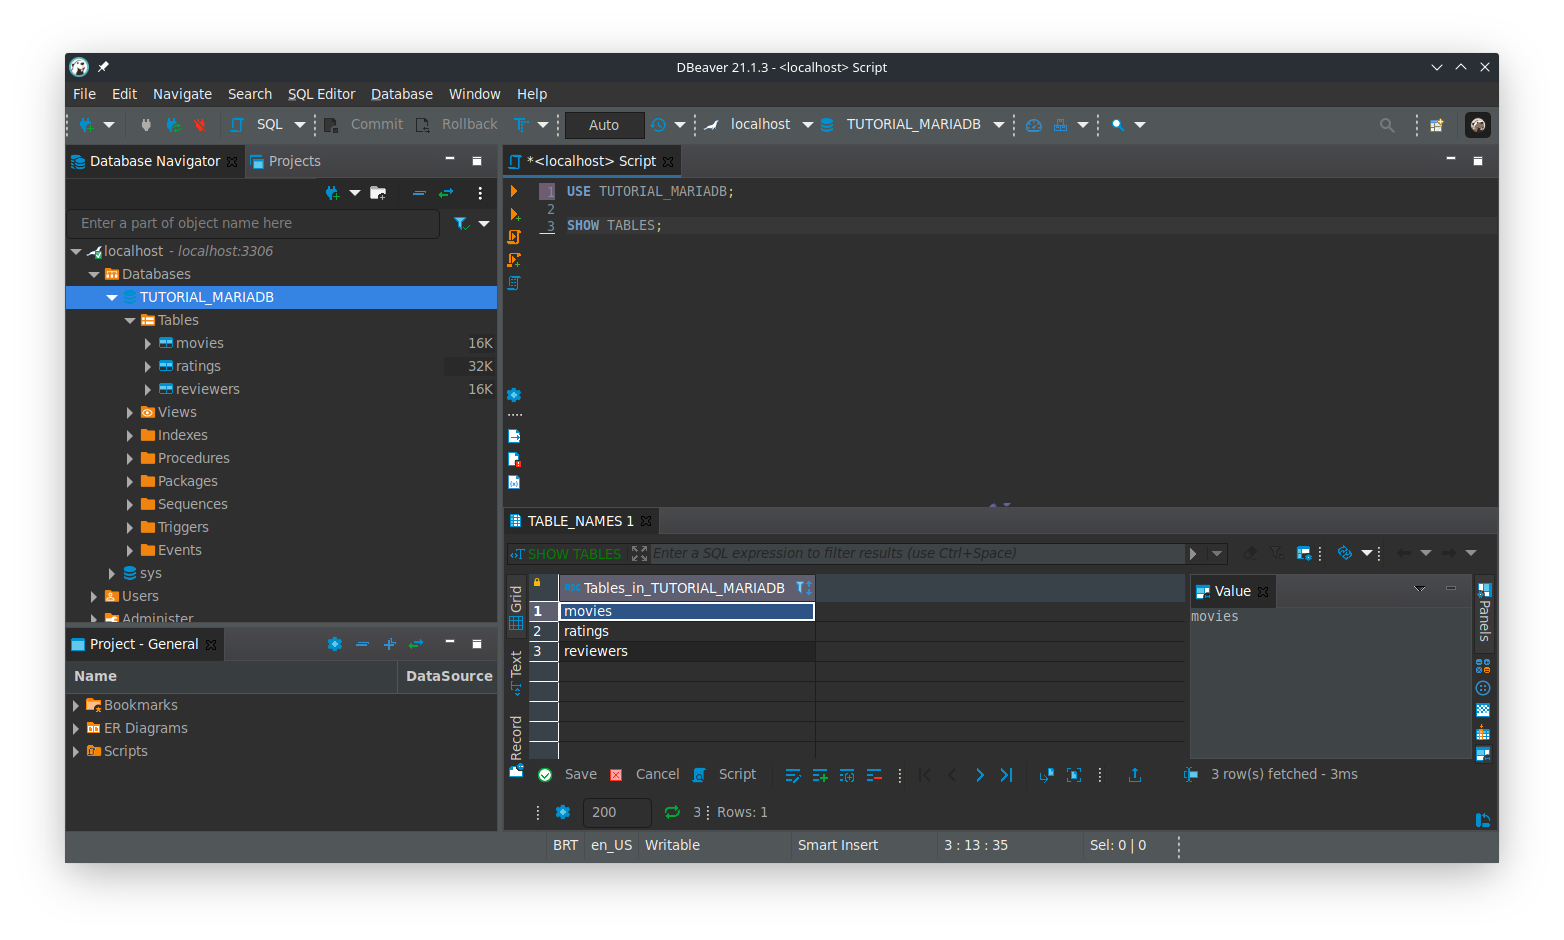 DBeaver 21.1.3 - <localhost> Script
File Edit Navigate Search SQL Editor Database Window Help
SQL Commit Rollback Auto localhost TUTORIAL_MARIADB
Database Navigator Projects
Enter a part of object name here
localhost - localhost:3306
Databases
TUTORIAL_MARIADB
Tables
movies 16K
ratings 32K
reviewers 16K
Views
Indexes
Procedures
Packages
Sequences
Triggers
Events
sys
Users
Administer
Project - General
Name DataSource
Bookmarks
ER Diagrams
Scripts
*<localhost> Script
1 USE TUTORIAL_MARIADB;
2
3 SHOW TABLES;
TABLE_NAMES 1
SHOW TABLES Enter a SQL expression to filter results (use Ctrl+Space)
Grid
Text
Record
Tables_in_TUTORIAL_MARIADB
1 movies
2 ratings
3 reviewers
Value
movies
Panels
Save Cancel Script 3 row(s) fetched - 3ms
200 3 Rows: 1
BRT en_US Writable Smart Insert 3 : 13 : 35 Sel: 0 | 0